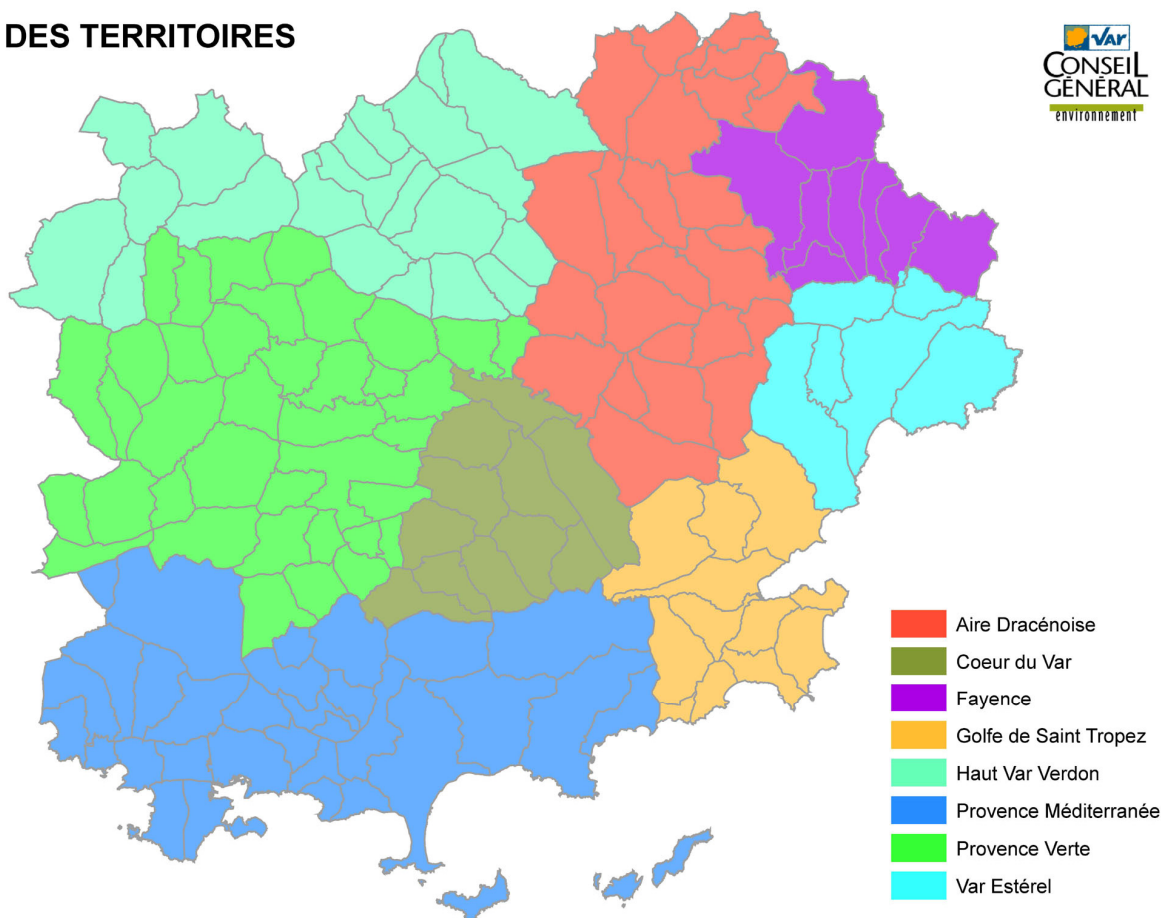 DES TERRITOIRES
Var
CONSEIL
GÉNÉRAL
environnement
Aire Dracénoise
Coeur du Var
Fayence
Golfe de Saint Tropez
Haut Var Verdon
Provence Méditerranée
Provence Verte
Var Estérel